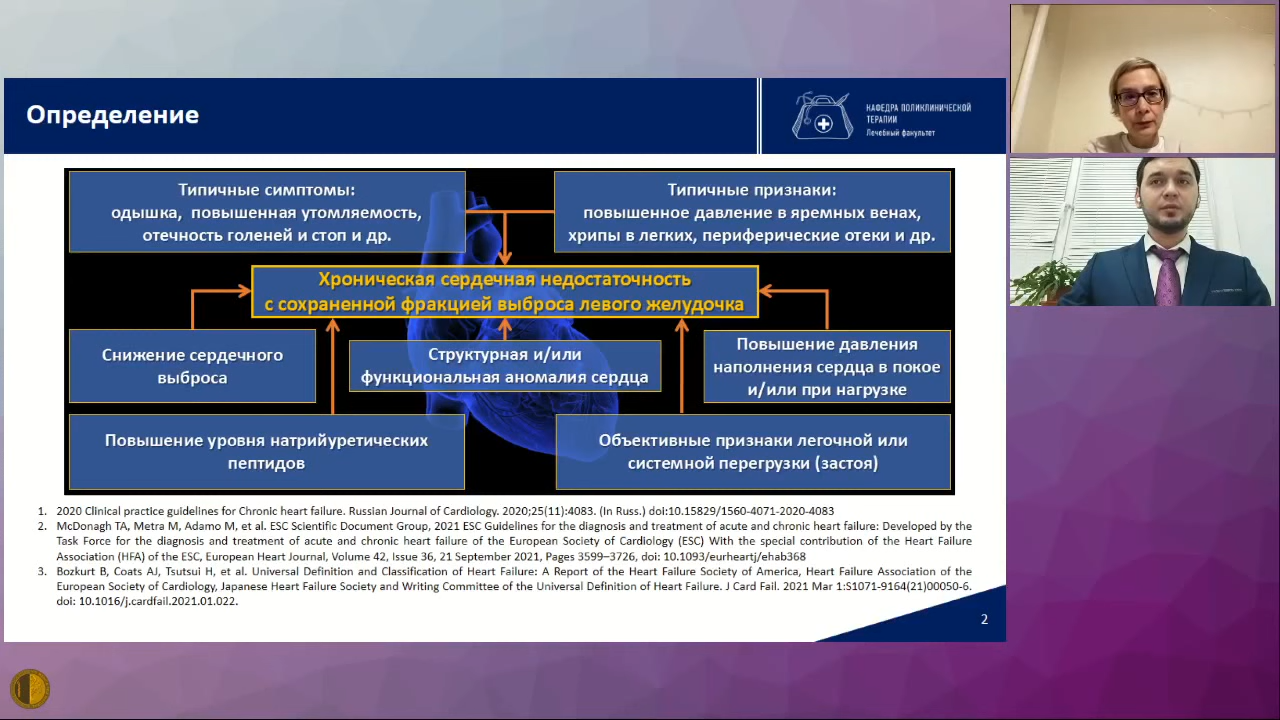 Определение
КАФЕДРА ПОЛИКЛИНИЧЕСКОЙ
ТЕРАПИИ
Лечебный факультет
Типичные симптомы:
одышка, повышенная утомляемость,
отечность голеней и стоп и др.
Типичные признаки:
повышенное давление в яремных венах,
хрипы в легких, периферические отеки и др.
Хроническая сердечная недостаточность
с сохраненной фракцией выброса левого желудочка
Снижение сердечного
выброса
Структурная и/или
функциональная аномалия сердца
Повышение давления
наполнения сердца в покое
и/или при нагрузке
Повышение уровня натрийуретических
пептидов
Объективные признаки легочной или
системной перегрузки (застоя)
1. 2020 Clinical practice guidelines for Chronic heart failure. Russian Journal of Cardiology. 2020;25(11):4083. (In Russ.) doi:10.15829/1560-4071-2020-4083
2. McDonagh TA, Metra M, Adamo M, et al. ESC Scientific Document Group, 2021 ESC Guidelines for the diagnosis and treatment of acute and chronic heart failure: Developed by the
Task Force for the diagnosis and treatment of acute and chronic heart failure of the European Society of Cardiology (ESC) With the special contribution of the Heart Failure
Association (HFA) of the ESC, European Heart Journal, Volume 42, Issue 36, 21 September 2021, Pages 3599–3726, doi: 10.1093/eurheartj/ehab368
3. Bozkurt B, Coats AJ, Tsutsui H, et al. Universal Definition and Classification of Heart Failure: A Report of the Heart Failure Society of America, Heart Failure Association of the
European Society of Cardiology, Japanese Heart Failure Society and Writing Committee of the Universal Definition of Heart Failure. J Card Fail. 2021 Mar 1:S1071-9164(21)00050-6.
doi: 10.1016/j.cardfail.2021.01.022.
2